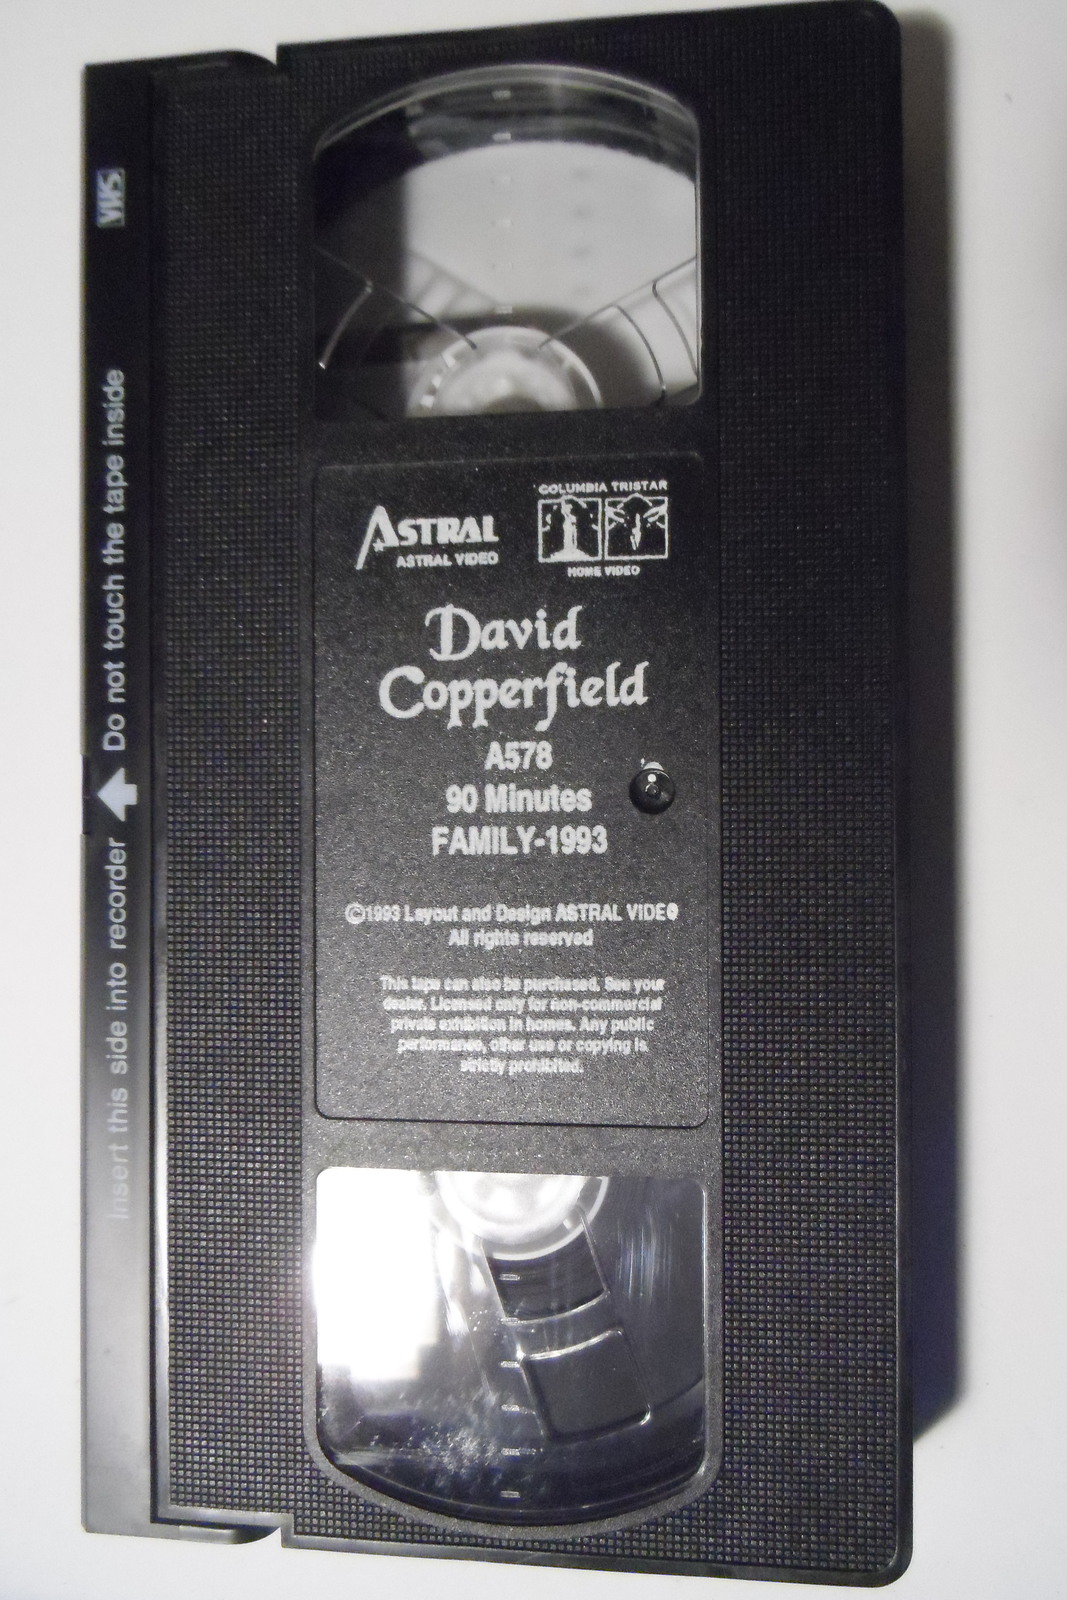 VHS
Insert this side into recorder
Do not touch the tape inside
ASTRAL
ASTRAL VIDEO
COLUMBIA TRISTAR
HOME VIDEO
David
Copperfield
A578
90 Minutes
FAMILY-1993
©1993 Layout and Design ASTRAL VIDEO
All rights reserved
This tape can also be purchased. See your
dealer. Licensed only for non-commercial
private exhibition in homes. Any public
performance, other use or copying is
strictly prohibited.